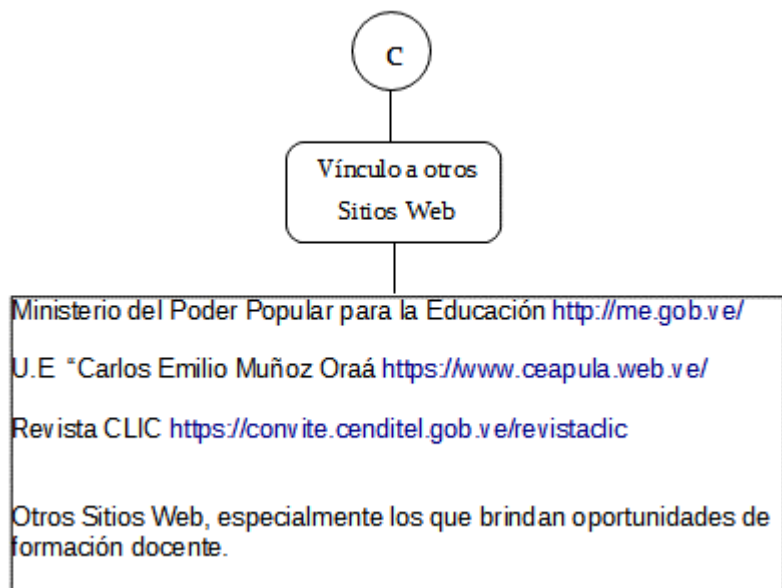 C
Vínculo a otros
Sitios Web
Ministerio del Poder Popular para la Educación http://me.gob.ve/
U.E “Carlos Emilio Muñoz Oraá https://www.ceapula.web.ve/
Revista CLIC https://convite.cenditel.gob.ve/revistaclic
Otros Sitios Web, especialmente los que brindan oportunidades de
formación docente.